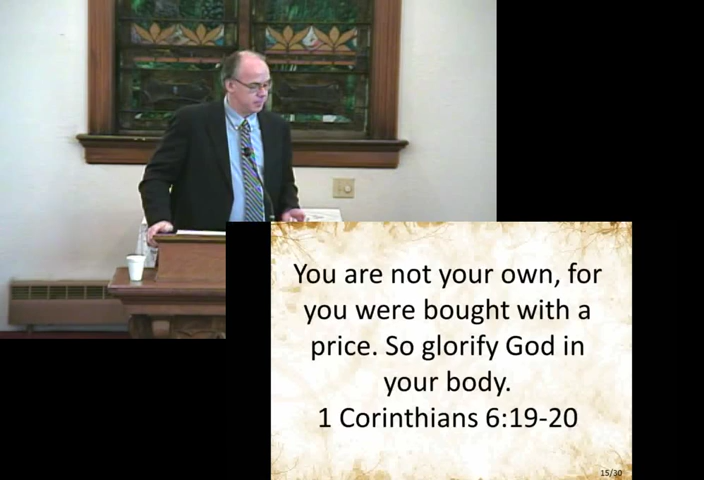 You are not your own, for
you were bought with a
price. So glorify God in
your body.
1 Corinthians 6:19-20
15/30